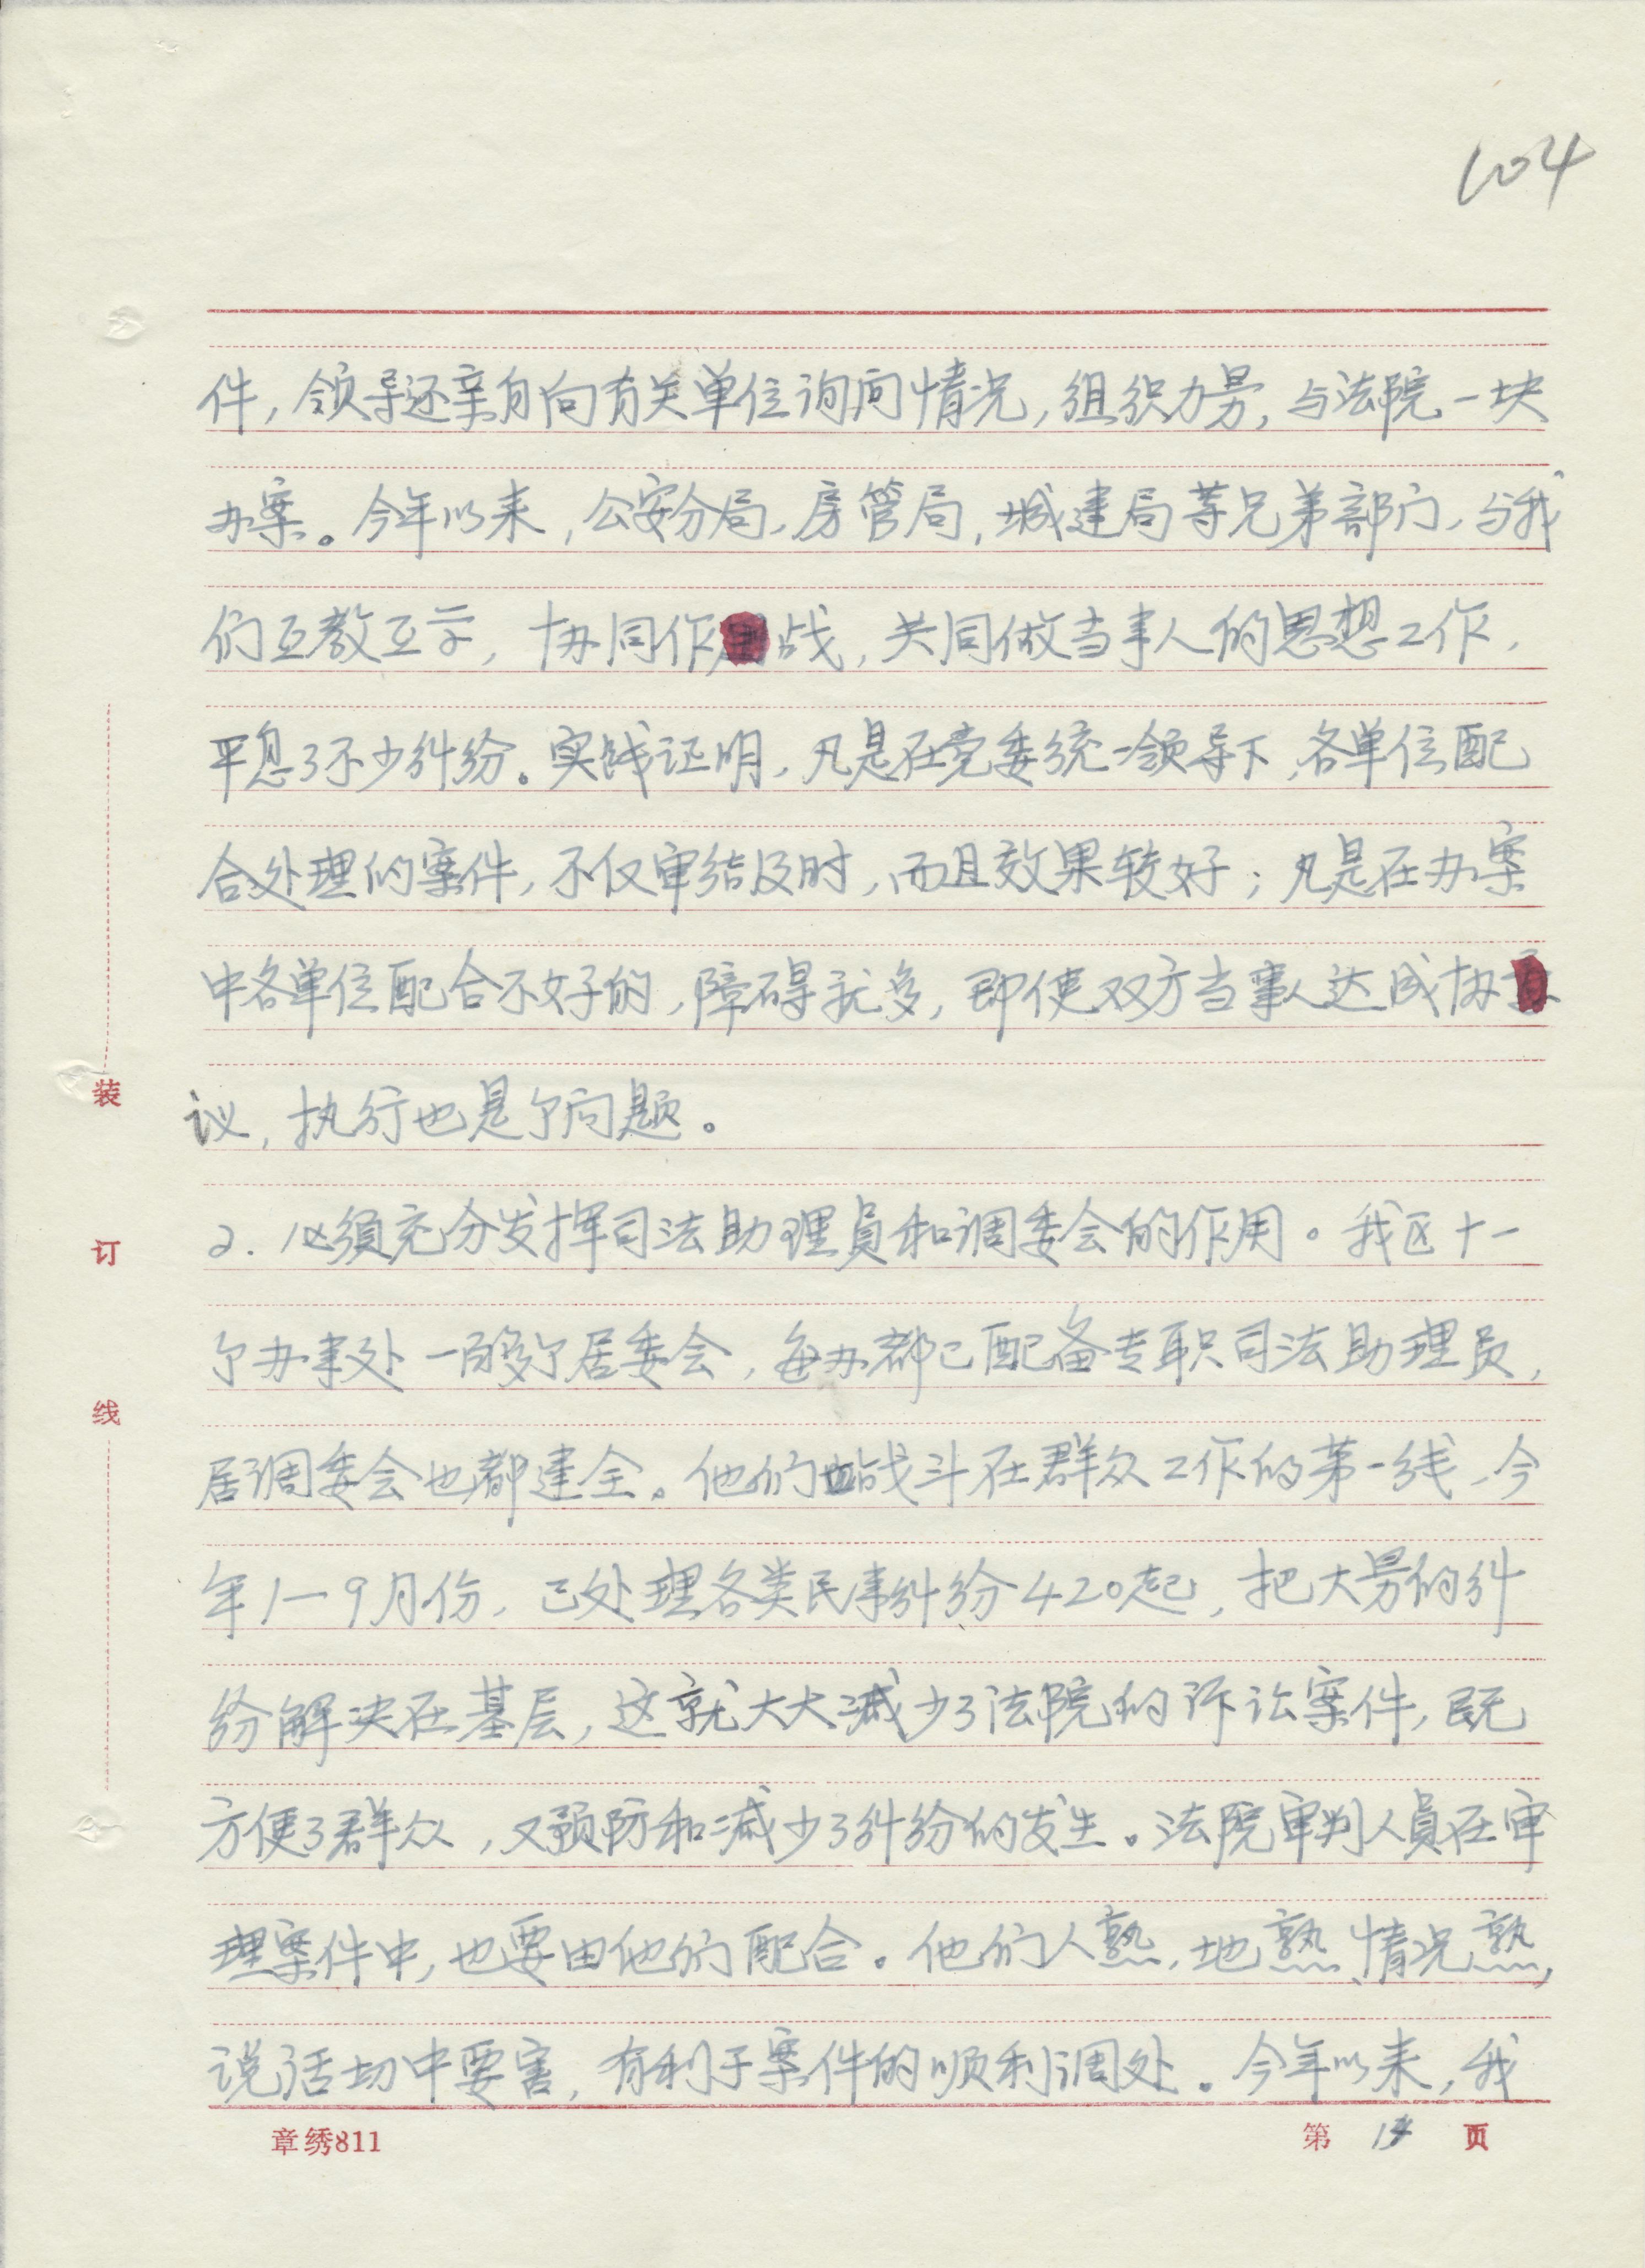 104
件，领导还亲自向有关单位询问情况，组织力量，与法院一块
办案。今年以来，公安分局、房管局，城建局等兄弟部门，与我
们互教互学，协同作战，共同做当事人的思想工作，
平息了不少纠纷。实践证明，凡是在党委统一领导下，各单位配
合处理的案件，不仅审结及时，而且效果较好；凡是在办案
中各单位配合不好的，障碍就多，即使双方当事人达成协
议，执行也是个问题。
2. 必须充分发挥司法助理員和调委会的作用。我区十一
个办事处一百多个居委会，每办都已配备专职司法助理员，
居调委会也都建全。他们战斗在群众工作的第一线，今
年1—9月份，已处理各类民事纠纷420起，把大量的纠
纷解决在基层，这就大大减少了法院的诉讼案件，既
方便了群众，又预防和减少了纠纷的发生。法院审判人員在审
理案件中，也要由他们配合。他们人熟，地熟、情况熟，
说话切中要害，有利于案件的顺利调处。今年以来，我
装
订
线
章绣811
第 页